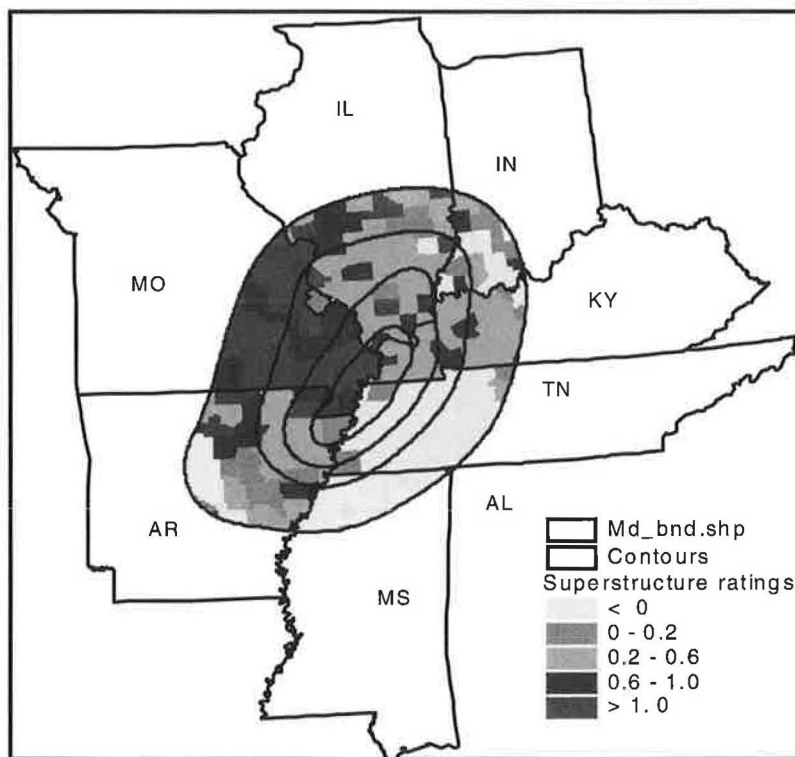 IL
IN
MO
KY
TN
AR
AL
MS
Md_bnd.shp
Contours
Superstructure ratings
< 0
0 - 0.2
0.2 - 0.6
0.6 - 1.0
> 1.0